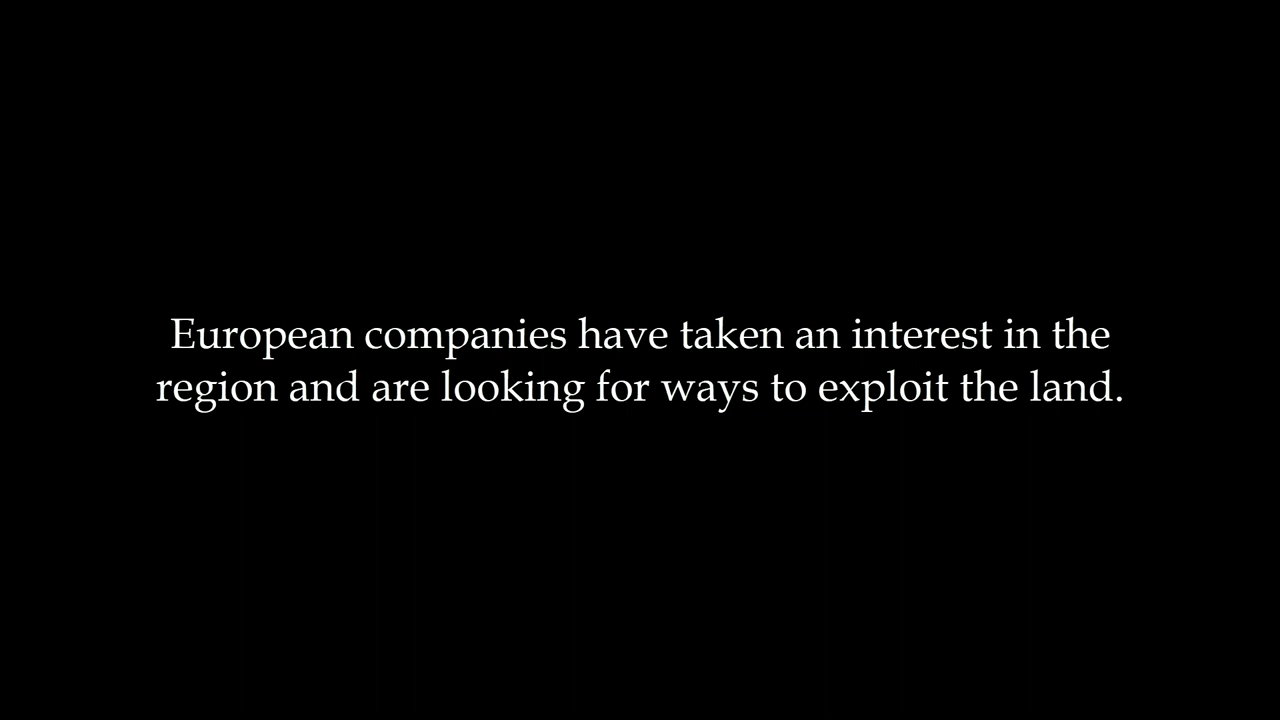 European companies have taken an interest in the
region and are looking for ways to exploit the land.